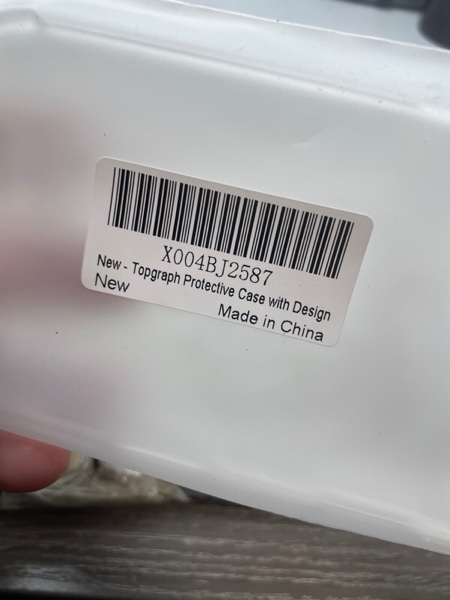 X004BJ2587
New - Topgraph Protective Case with Design
New
Made in China